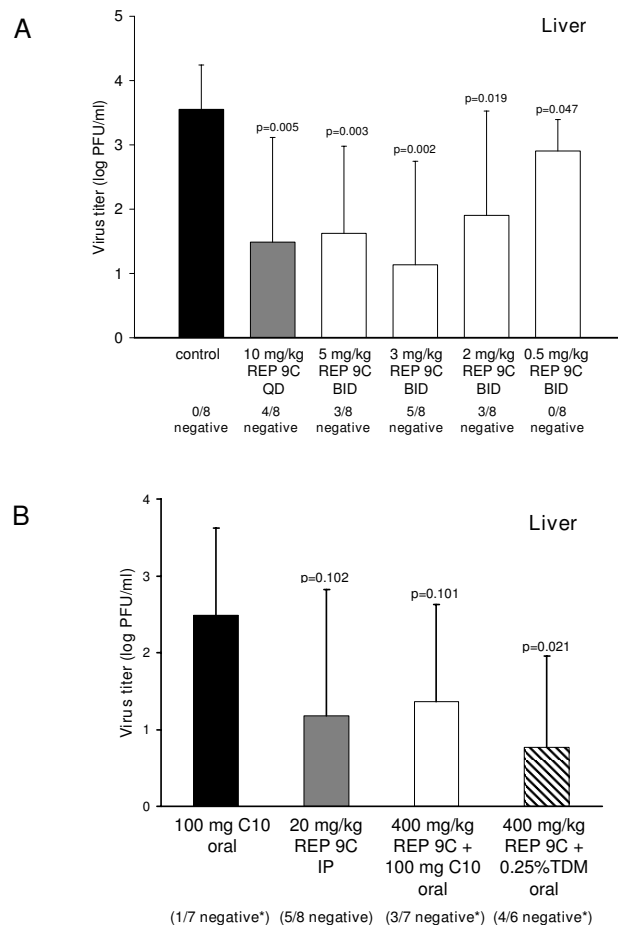 A
Liver
5
4
3
2
1
0
Virus titer (log PFU/ml)
p=0.005
p=0.003
p=0.002
p=0.019
p=0.047
control
10 mg/kg
REP 9C
QD
5 mg/kg
REP 9C
BID
3 mg/kg
REP 9C
BID
2 mg/kg
REP 9C
BID
0.5 mg/kg
REP 9C
BID
0/8
negative
4/8
negative
3/8
negative
5/8
negative
3/8
negative
0/8
negative
B
Liver
4
3
2
1
0
Virus titer (log PFU/ml)
p=0.102
p=0.101
p=0.021
100 mg C10
oral
20 mg/kg
REP 9C
IP
400 mg/kg
REP 9C +
100 mg C10
oral
400 mg/kg
REP 9C +
0.25%TDM
oral
(1/7 negative*)
(5/8 negative)
(3/7 negative*)
(4/6 negative*)